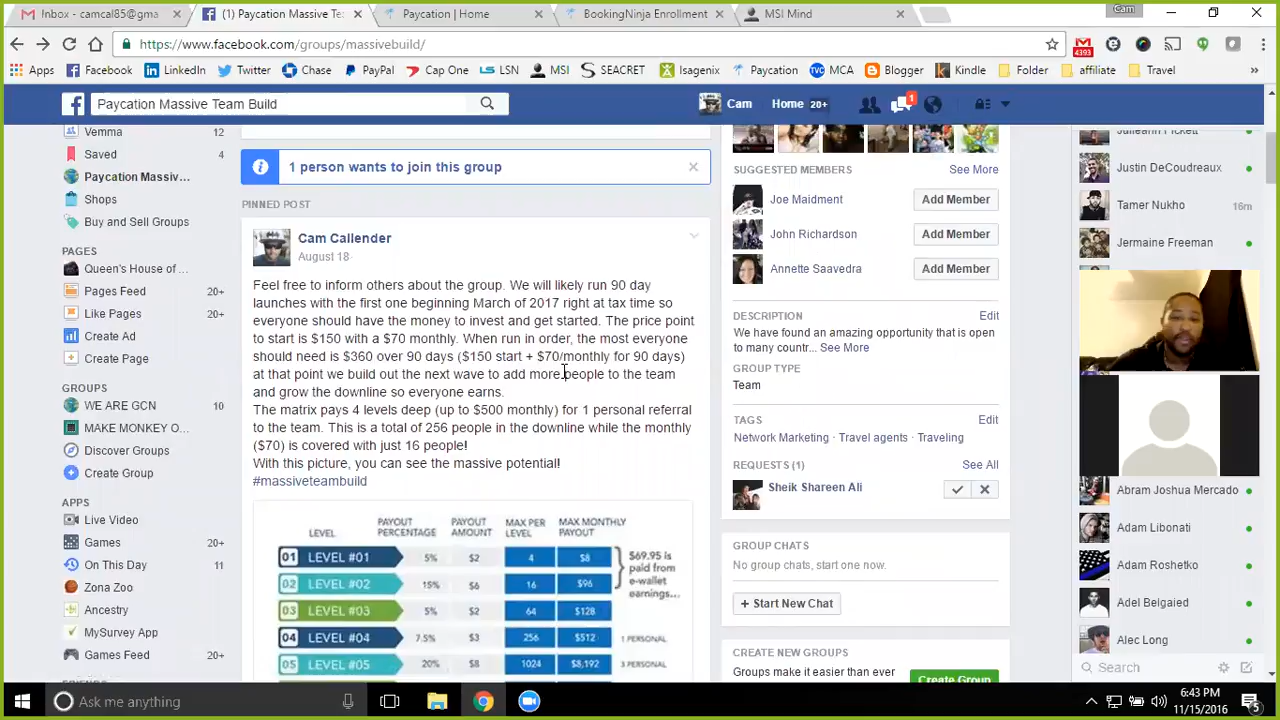 Inbox - camcal85@gma
(1) Paycation Massive Te
Paycation | Home
BookingNinja Enrollment
MSI Mind
Cam
https://www.facebook.com/groups/massivebuild/
4393
Apps Facebook LinkedIn Twitter Chase PayPal Cap One LSN MSI SEACRET Isagenix Paycation MCA Blogger Kindle Folder affiliate Travel
Paycation Massive Team Build
Cam Home 20+
1
Vemma 12
Saved 4
Paycation Massiv...
Shops
Buy and Sell Groups
PAGES
Queen's House of ...
Pages Feed 20+
Like Pages 20+
Create Ad
Create Page
GROUPS
WE ARE GCN 10
MAKE MONKEY O...
Discover Groups
Create Group
APPS
Live Video
Games 20+
On This Day 11
Zona Zoo
Ancestry
MySurvey App
Games Feed 20+
1 person wants to join this group
PINNED POST
Cam Callender
August 18
Feel free to inform others about the group. We will likely run 90 day
launches with the first one beginning March of 2017 right at tax time so
everyone should have the money to invest and get started. The price point
to start is $150 with a $70 monthly. When run in order, the most everyone
should need is $360 over 90 days ($150 start + $70/monthly for 90 days)
at that point we build out the next wave to add more people to the team
and grow the downline so everyone earns.
The matrix pays 4 levels deep (up to $500 monthly) for 1 personal referral
to the team. This is a total of 256 people in the downline while the monthly
($70) is covered with just 16 people!
With this picture, you can see the massive potential!
#massiveteambuild
LEVEL PAYOUT PERCENTAGE PAYOUT AMOUNT MAX PER LEVEL MAX MONTHLY PAYOUT
01 LEVEL #01 5% $2 4 $8
02 LEVEL #02 15% $6 16 $96
03 LEVEL #03 5% $2 64 $128
04 LEVEL #04 7.5% $3 256 $512 1 PERSONAL
05 LEVEL #05 20% $8 1024 $8,192 3 PERSONAL
$69.95 is
paid from
e-wallet
earnings...
SUGGESTED MEMBERS See More
Joe Maidment Add Member
John Richardson Add Member
Annette Saavedra Add Member
DESCRIPTION Edit
We have found an amazing opportunity that is open
to many countr... See More
GROUP TYPE
Team
TAGS Edit
Network Marketing · Travel agents · Traveling
REQUESTS (1) See All
Sheik Shareen Ali
GROUP CHATS
No group chats, start one now.
+ Start New Chat
CREATE NEW GROUPS
Groups make it easier than ever
Create Group
Justin DeCoudreaux
Tamer Nukho 16m
Jermaine Freeman
Abram Joshua Mercado
Adam Libonati
Adam Roshetko
Adel Belgaied
Alec Long
Search
Ask me anything
6:43 PM
11/15/2016
5